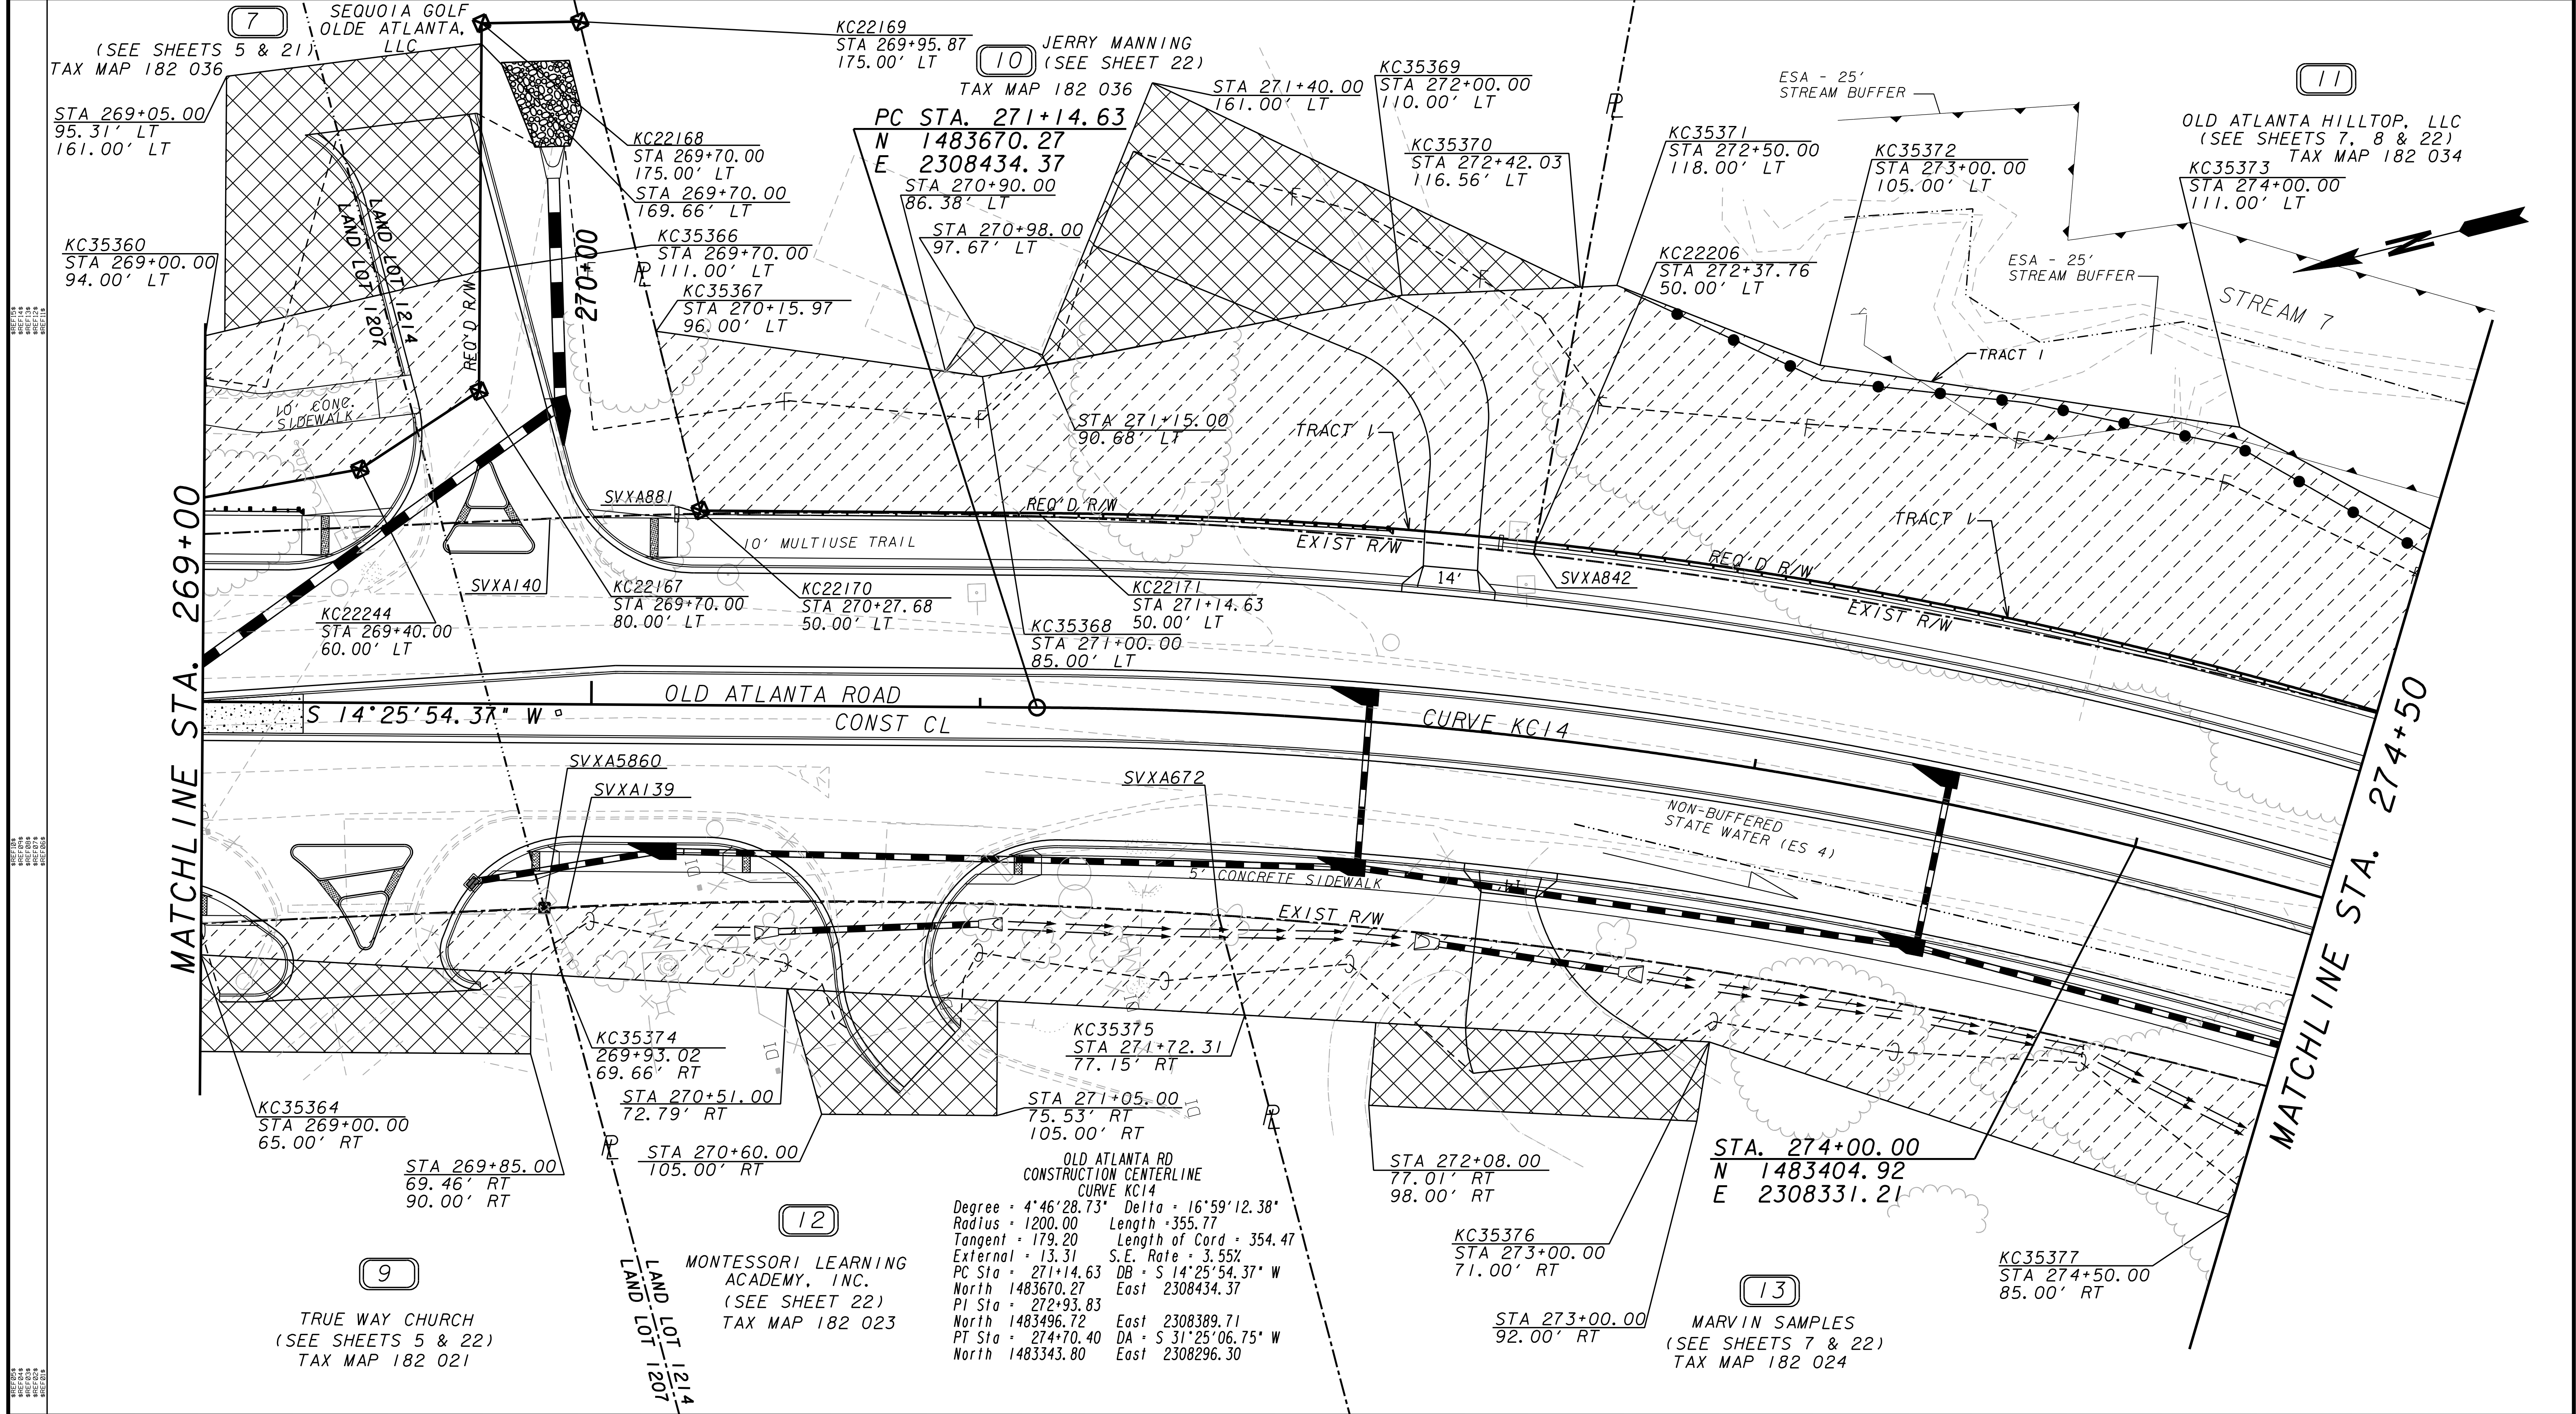 7
SEQUOIA GOLF
OLDE ATLANTA,
LLC
(SEE SHEETS 5 & 21)
TAX MAP 182 036
STA 269+05.00
95.31' LT
161.00' LT
KC35360
STA 269+00.00
94.00' LT
KC22169
STA 269+95.87
175.00' LT
10
JERRY MANNING
(SEE SHEET 22)
TAX MAP 182 036
KC22168
STA 269+70.00
175.00' LT
STA 269+70.00
169.66' LT
KC35366
STA 269+70.00
111.00' LT
KC35367
STA 270+15.97
96.00' LT
PC STA. 271+14.63
N 1483670.27
E 2308434.37
STA 270+90.00
86.38' LT
STA 270+98.00
97.67' LT
STA 271+40.00
161.00' LT
KC35369
STA 272+00.00
110.00' LT
KC35370
STA 272+42.03
116.56' LT
KC35371
STA 272+50.00
118.00' LT
KC22206
STA 272+37.76
50.00' LT
KC35372
STA 273+00.00
105.00' LT
ESA - 25'
STREAM BUFFER
11
OLD ATLANTA HILLTOP, LLC
(SEE SHEETS 7, 8 & 22)
TAX MAP 182 034
KC35373
STA 274+00.00
111.00' LT
ESA - 25'
STREAM BUFFER
N
STREAM 7
TRACT 1
TRACT 1
TRACT 1
LAND LOT 1214
LAND LOT 1207
REQ'D R/W
270+00
10' CONC.
SIDEWALK
STA 271+15.00
90.68' LT
SVXA881
10' MULTIUSE TRAIL
REQ'D R/W
EXIST R/W
14'
REQ'D R/W
EXIST R/W
SVXA140
SVXA842
KC22244
STA 269+40.00
60.00' LT
KC22167
STA 269+70.00
80.00' LT
KC22170
STA 270+27.68
50.00' LT
KC22171
STA 271+14.63
50.00' LT
KC35368
STA 271+00.00
85.00' LT
MATCHLINE STA. 269+00
OLD ATLANTA ROAD
S 14°25'54.37" W
CONST CL
CURVE KC14
MATCHLINE STA. 274+50
SVXA5860
SVXA139
SVXA672
NON-BUFFERED
STATE WATER (ES 4)
5' CONCRETE SIDEWALK
14'
EXIST R/W
KC35374
269+93.02
69.66' RT
STA 270+51.00
72.79' RT
STA 270+60.00
105.00' RT
KC35364
STA 269+00.00
65.00' RT
STA 269+85.00
69.46' RT
90.00' RT
KC35375
STA 271+72.31
77.15' RT
STA 271+05.00
75.53' RT
105.00' RT
STA 272+08.00
77.01' RT
98.00' RT
KC35376
STA 273+00.00
71.00' RT
STA 273+00.00
92.00' RT
STA. 274+00.00
N 1483404.92
E 2308331.21
KC35377
STA 274+50.00
85.00' RT
9
TRUE WAY CHURCH
(SEE SHEETS 5 & 22)
TAX MAP 182 021
LAND LOT 1214
LAND LOT 1207
12
MONTESSORI LEARNING
ACADEMY, INC.
(SEE SHEET 22)
TAX MAP 182 023
OLD ATLANTA RD
CONSTRUCTION CENTERLINE
CURVE KC14
Degree = 4°46'28.73" Delta = 16°59'12.38"
Radius = 1200.00 Length =355.77
Tangent = 179.20 Length of Cord = 354.47
External = 13.31 S.E. Rate = 3.55%
PC Sta = 271+14.63 DB = S 14°25'54.37" W
North 1483670.27 East 2308434.37
PI Sta = 272+93.83
North 1483496.72 East 2308389.71
PT Sta = 274+70.40 DA = S 31°25'06.75" W
North 1483343.80 East 2308296.30
13
MARVIN SAMPLES
(SEE SHEETS 7 & 22)
TAX MAP 182 024